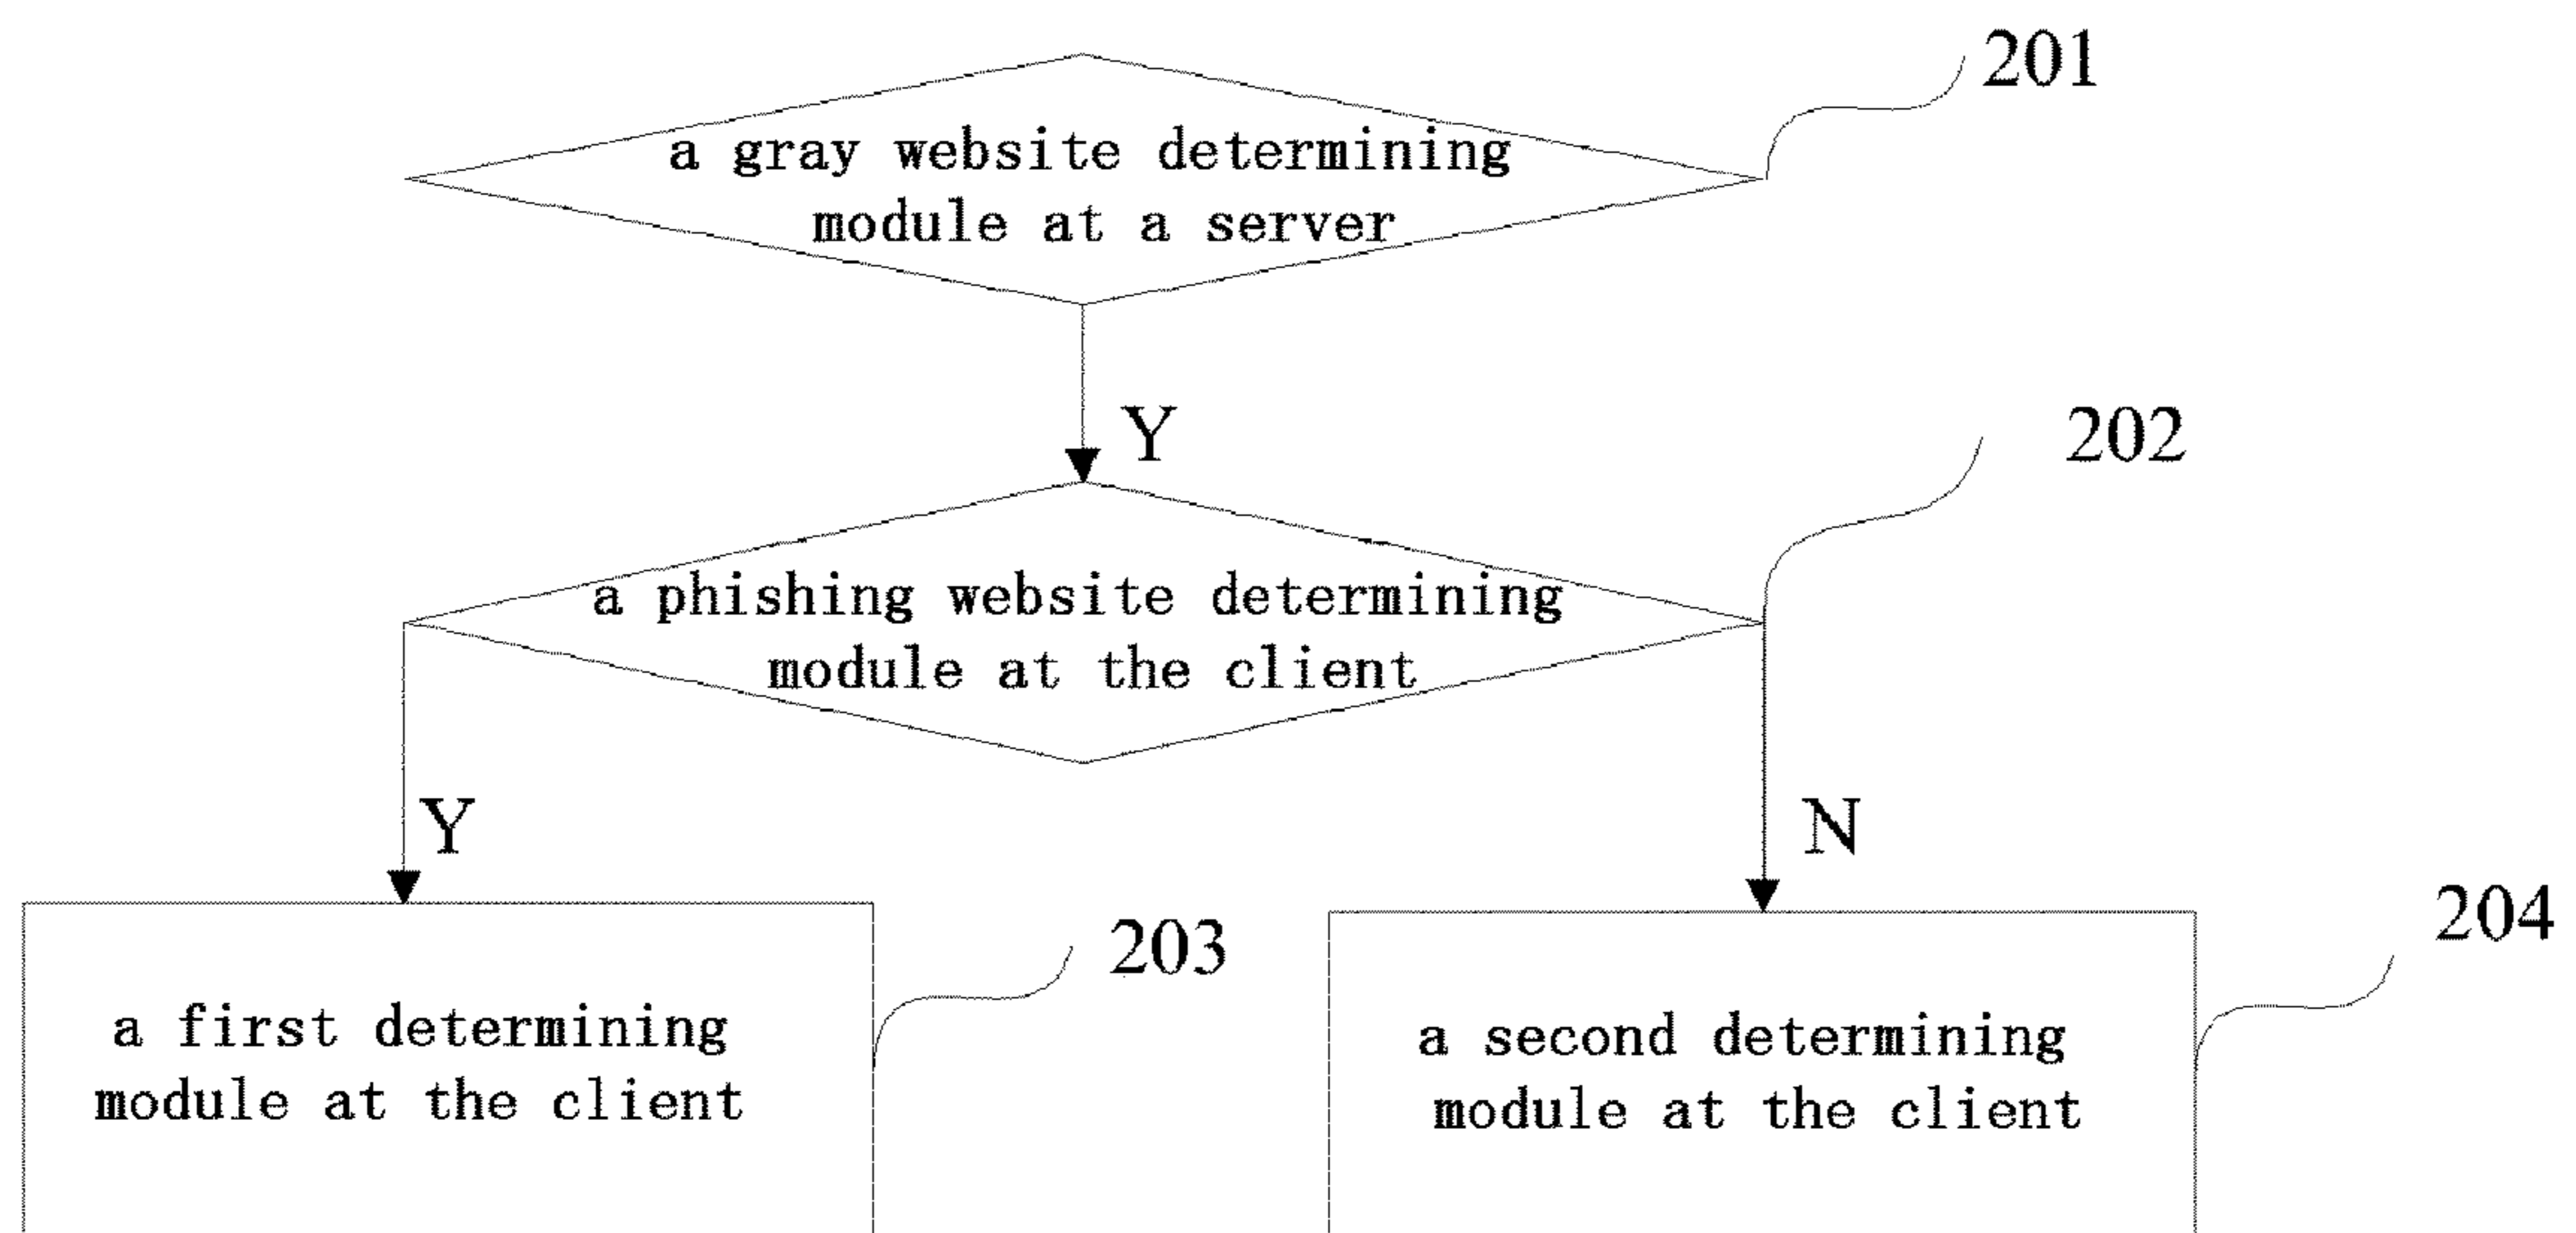 201
a gray website determining
module at a server
Y
202
a phishing website determining
module at the client
Y
N
203
204
a first determining
module at the client
a second determining
module at the client